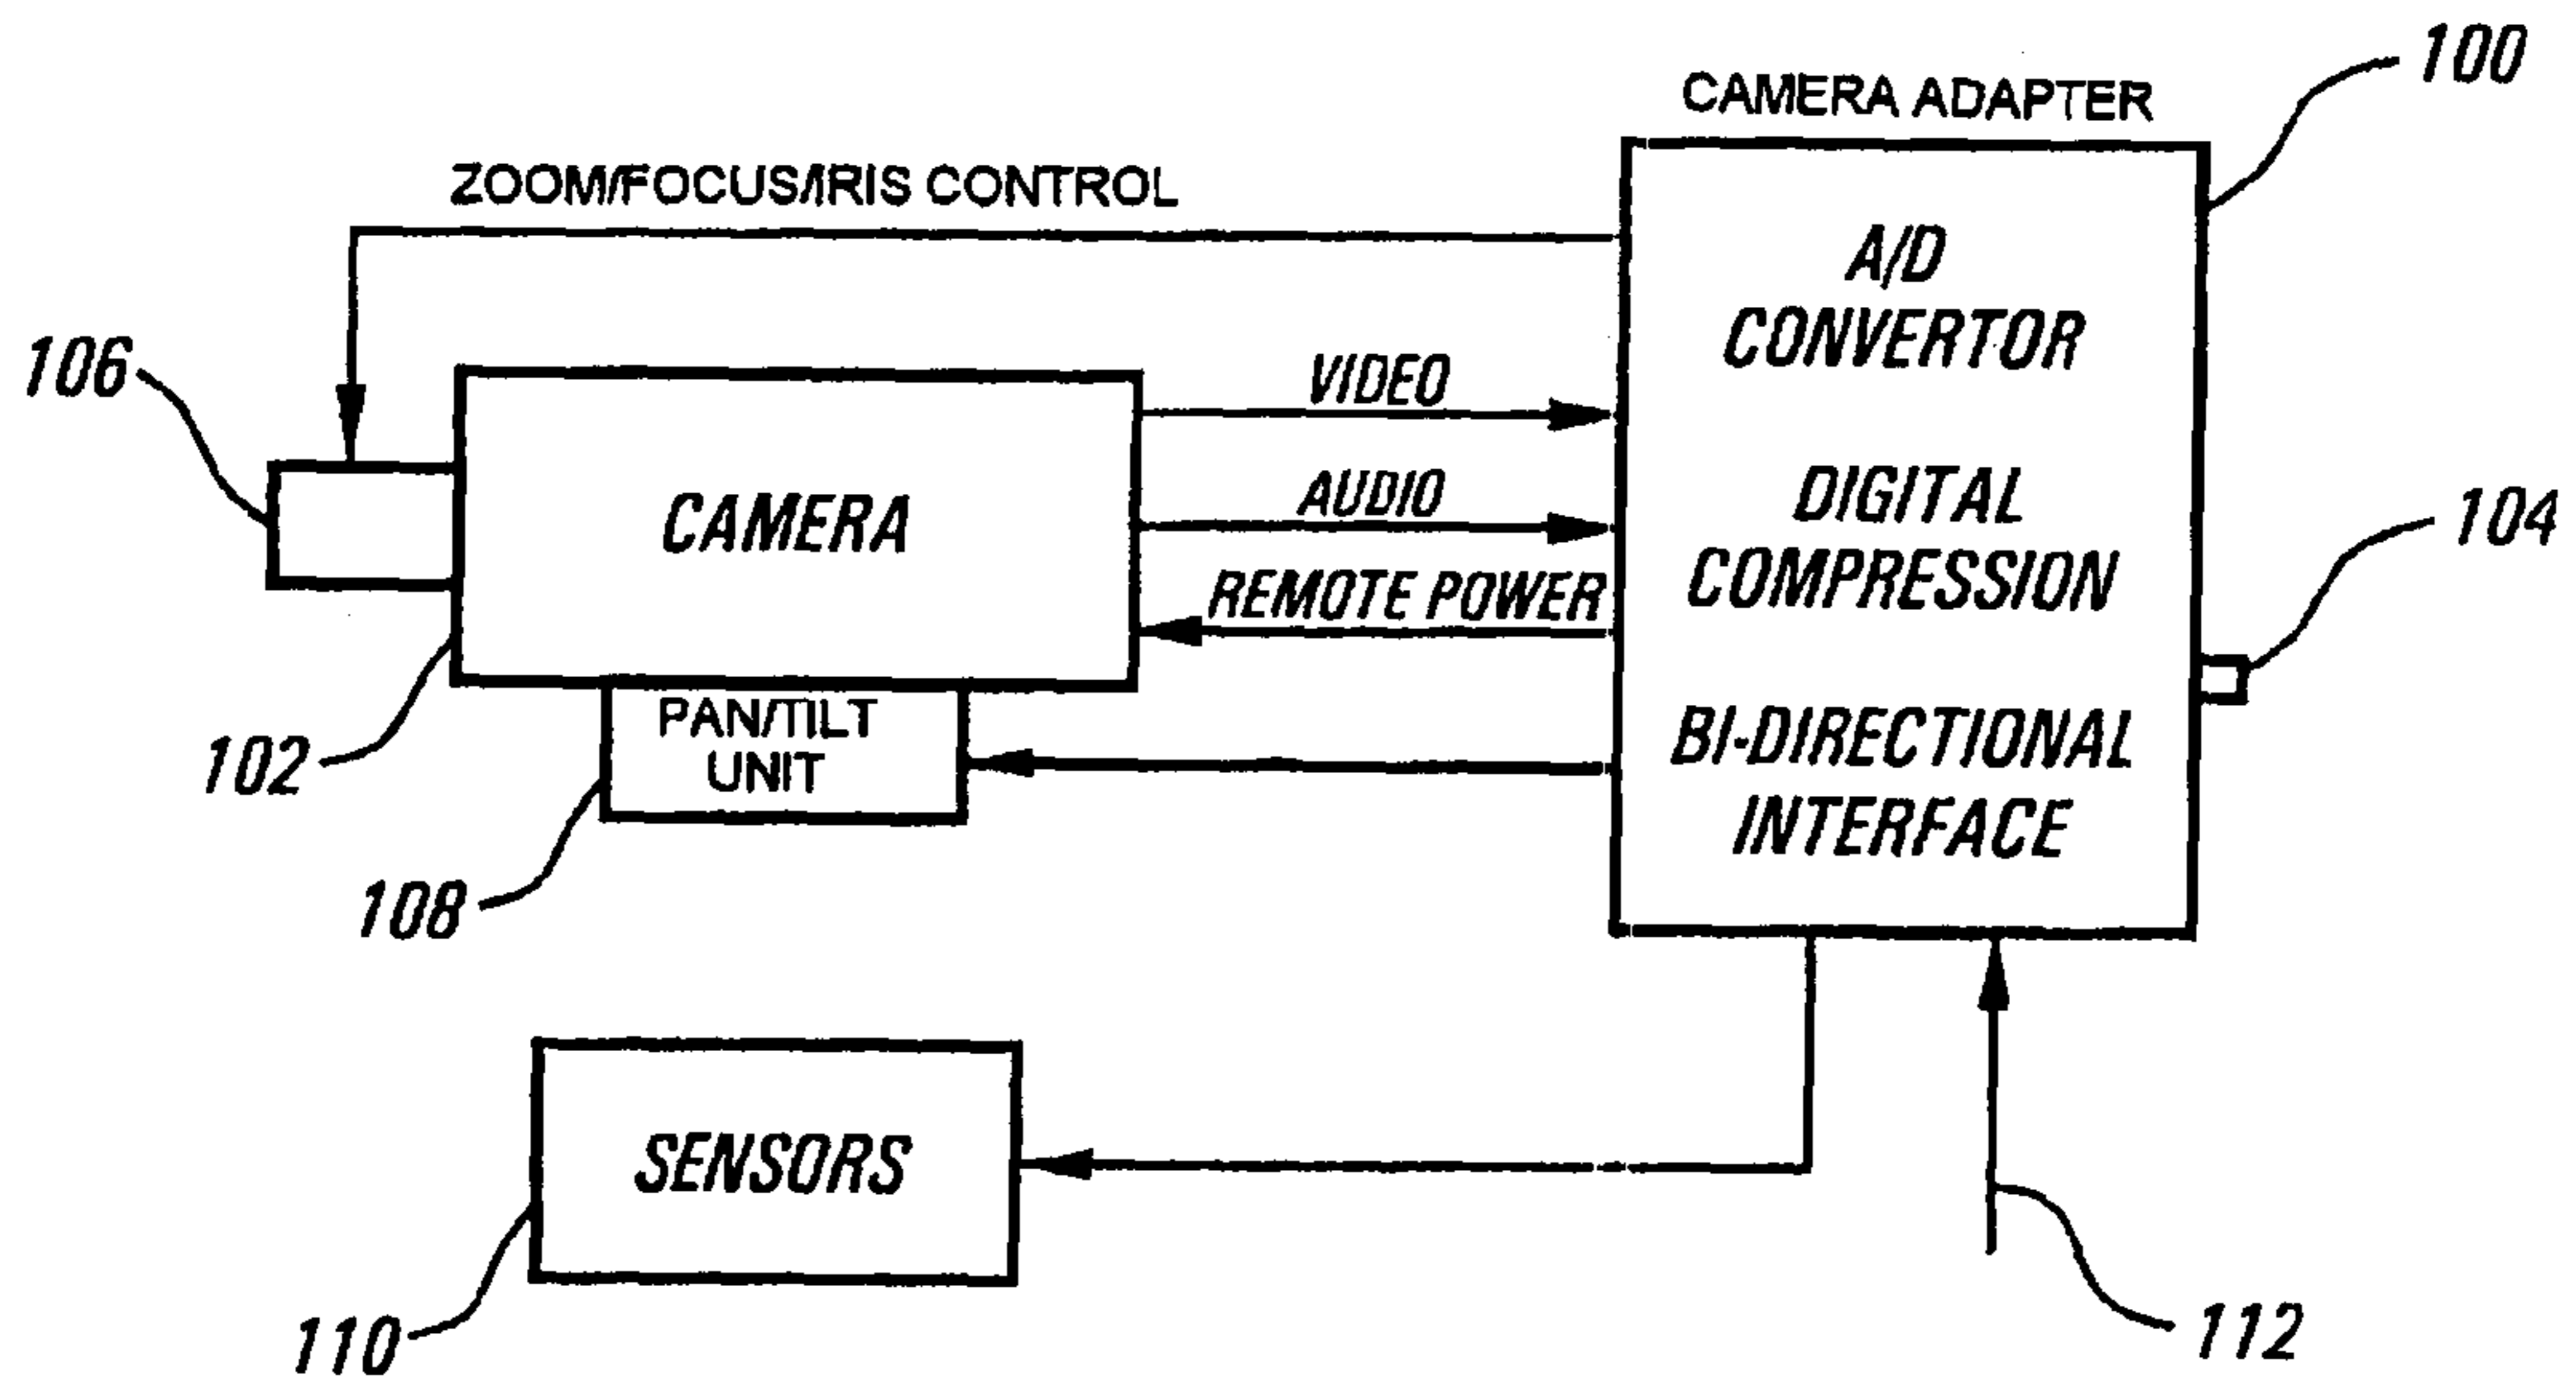 100
CAMERA ADAPTER
ZOOM/FOCUS/IRIS CONTROL
A/D
CONVERTOR
106
VIDEO
CAMERA
AUDIO
DIGITAL
COMPRESSION
104
REMOTE POWER
102
PAN/TILT
UNIT
BI-DIRECTIONAL
INTERFACE
108
SENSORS
110
112